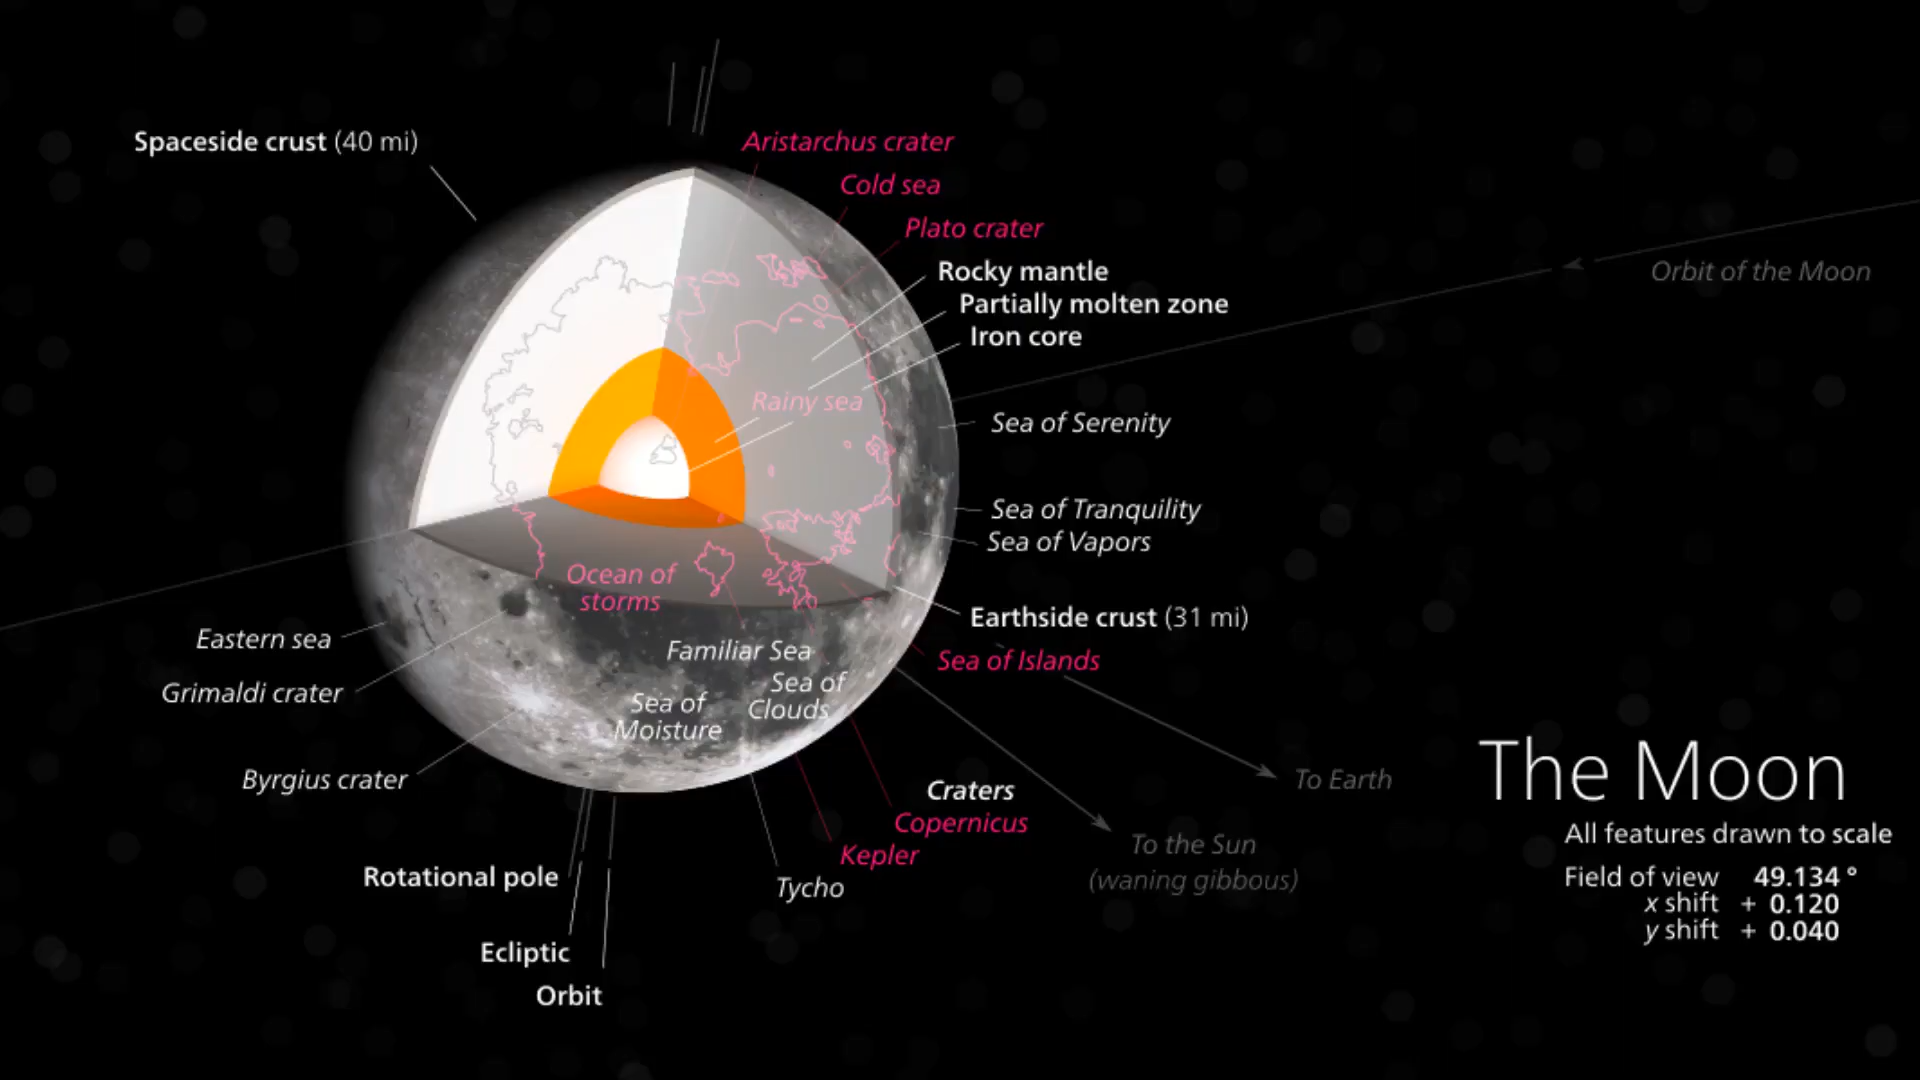 Spaceside crust (40 mi)
Aristarchus crater
Cold sea
Plato crater
Rocky mantle
Partially molten zone
Iron core
Orbit of the Moon
Rainy sea
Sea of Serenity
Sea of Tranquility
Sea of Vapors
Ocean of
storms
Earthside crust (31 mi)
Eastern sea
Familiar Sea
Sea of Islands
Grimaldi crater
Sea of
Clouds
Sea of
Moisture
Byrgius crater
To Earth
Craters
Copernicus
Kepler
Tycho
To the Sun
(waning gibbous)
Rotational pole
Ecliptic
Orbit
The Moon
All features drawn to scale
Field of view 49.134 °
x shift + 0.120
y shift + 0.040